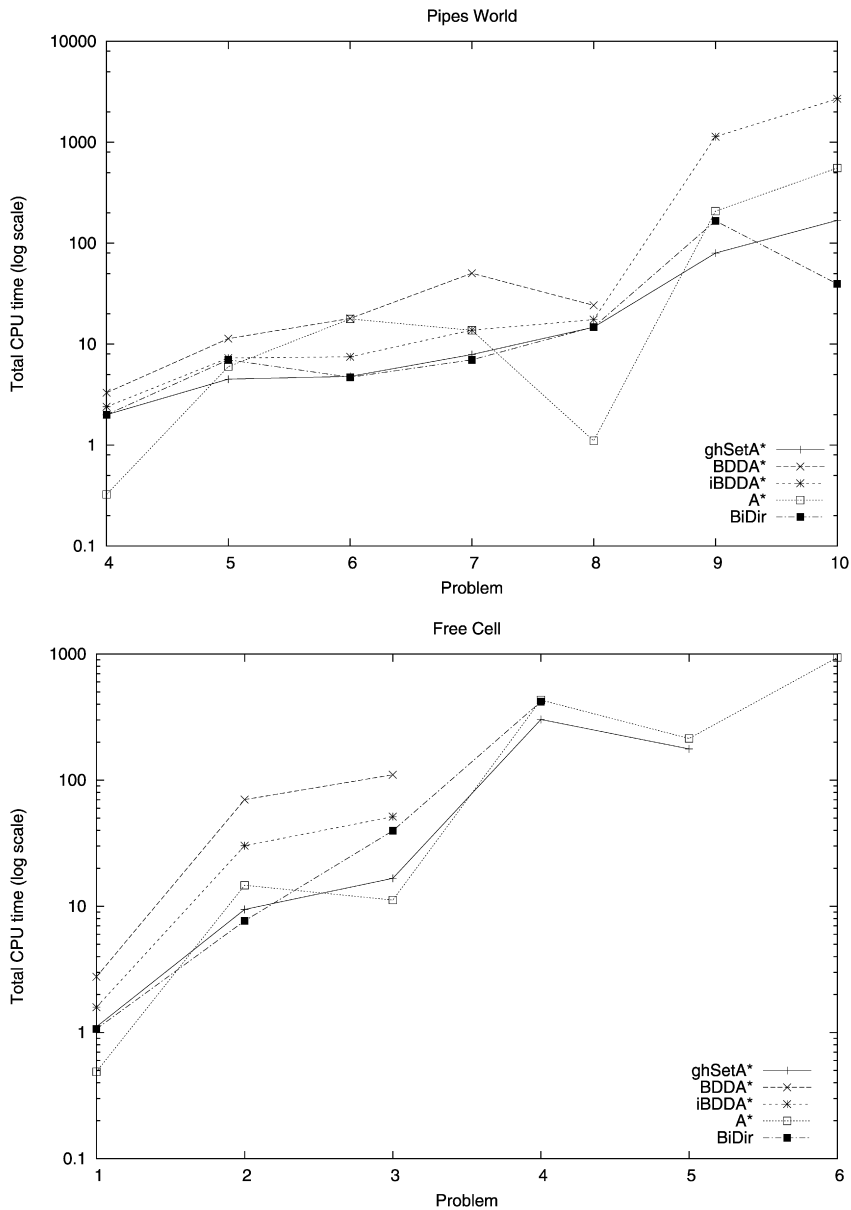 Pipes World
10000
1000
100
10
1
0.1
Total CPU time (log scale)
ghSetA*
BDDA*
iBDDA*
A*
BiDir
4 5 6 7 8 9 10
Problem
Free Cell
1000
100
10
1
0.1
Total CPU time (log scale)
ghSetA*
BDDA*
iBDDA*
A*
BiDir
1 2 3 4 5 6
Problem